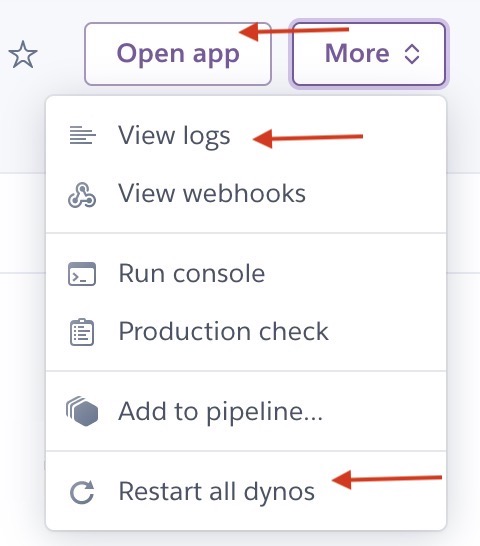 Open app
More
View logs
View webhooks
Run console
Production check
Add to pipeline...
Restart all dynos